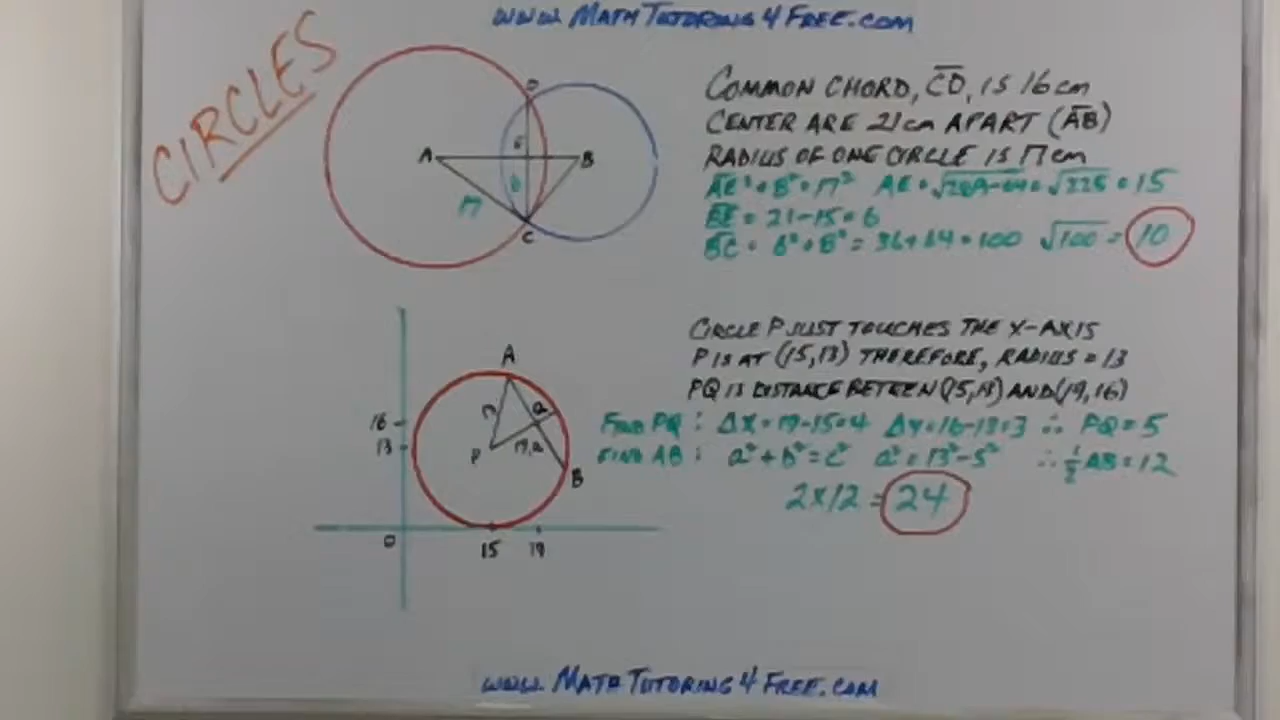 www.MathTutoring4Free.com
CIRCLES
D
E
A
B
8
17
C
COMMON CHORD, CD, IS 16cm
CENTER ARE 21cm APART (AB)
RADIUS OF ONE CIRCLE IS 17cm
AE² + 8² = 17² AE = √289-64 = √225 = 15
BE = 21-15 = 6
BC = 6² + 8² = 36+64 = 100 √100 = 10
CIRCLE P JUST TOUCHES THE X-AXIS
P IS AT (15,13) THEREFORE, RADIUS = 13
PQ IS DISTANCE BETEEN (15,13) AND (19,16)
FIND PQ : Δx = 19-15 = 4 Δy = 16-13 = 3 ∴ PQ = 5
FIND AB : a² + b² = c² a² = 13² - 5² ∴ ½ AB = 12
2x12 = 24
A
Q
16
13
P
B
0
15
19
www.MathTutoring4Free.com